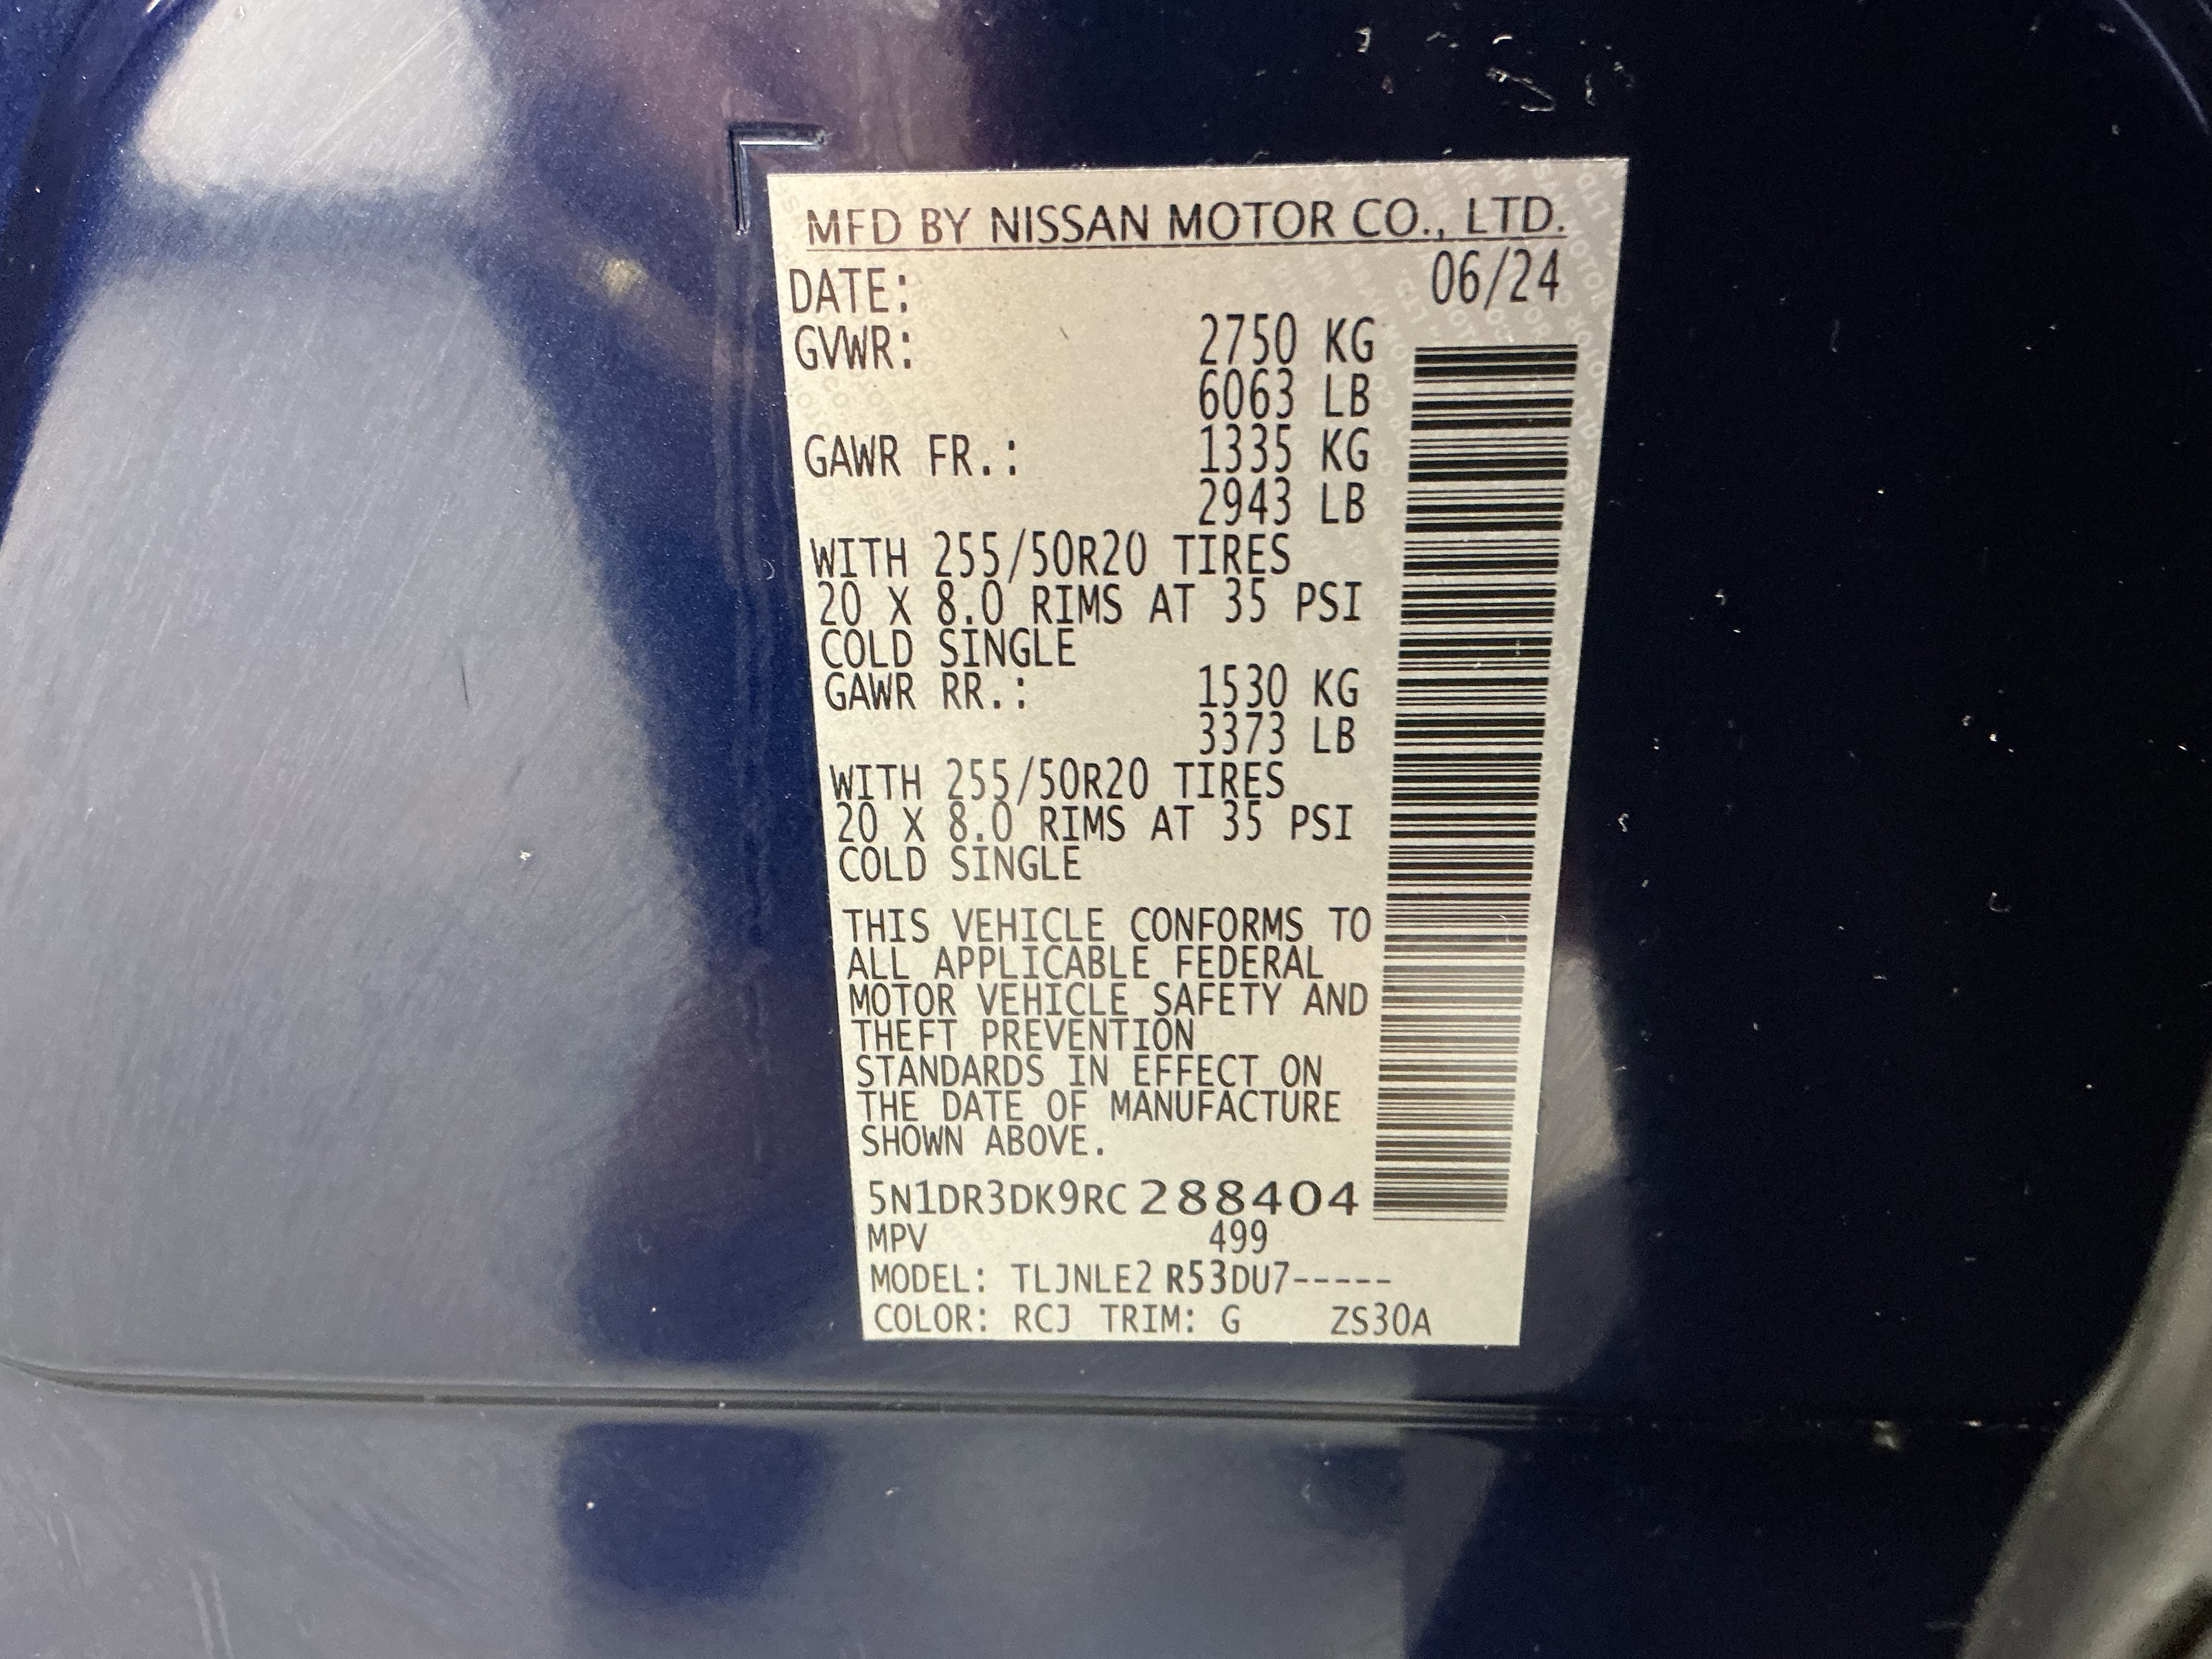 MFD BY NISSAN MOTOR CO., LTD.
DATE: 06/24
GVWR: 2750 KG
6063 LB
GAWR FR.: 1335 KG
2943 LB
WITH 255/50R20 TIRES
20 X 8.0 RIMS AT 35 PSI
COLD SINGLE
GAWR RR.: 1530 KG
3373 LB
WITH 255/50R20 TIRES
20 X 8.0 RIMS AT 35 PSI
COLD SINGLE
THIS VEHICLE CONFORMS TO
ALL APPLICABLE FEDERAL
MOTOR VEHICLE SAFETY AND
THEFT PREVENTION
STANDARDS IN EFFECT ON
THE DATE OF MANUFACTURE
SHOWN ABOVE.
5N1DR3DK9RC288404
MPV 499
MODEL: TLJNLE2 R53DU7-----
COLOR: RCJ TRIM: G ZS30A